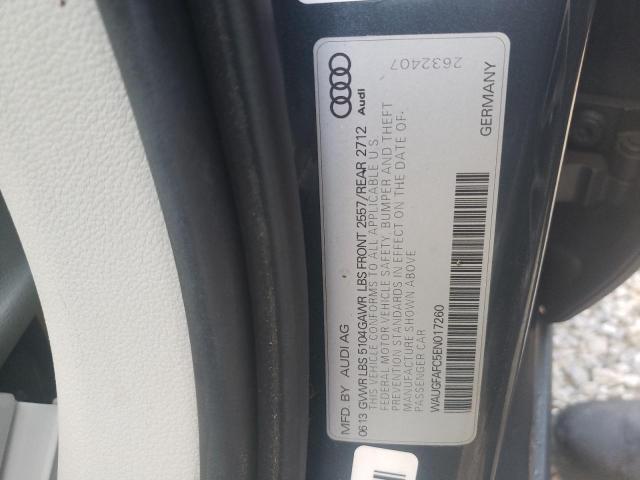 2632407
Audi
MFD BY AUDI AG
GERMANY
0613 GVWR LBS 5104 GAWR LBS FRONT 2557/REAR 2712
THIS VEHICLE CONFORMS TO ALL APPLICABLE U S
FEDERAL MOTOR VEHICLE SAFETY, BUMPER AND THEFT
PREVENTION STANDARDS IN EFFECT ON THE DATE OF
MANUFACTURE SHOWN ABOVE
PASSENGER CAR
WAUGFAFC5EN017260